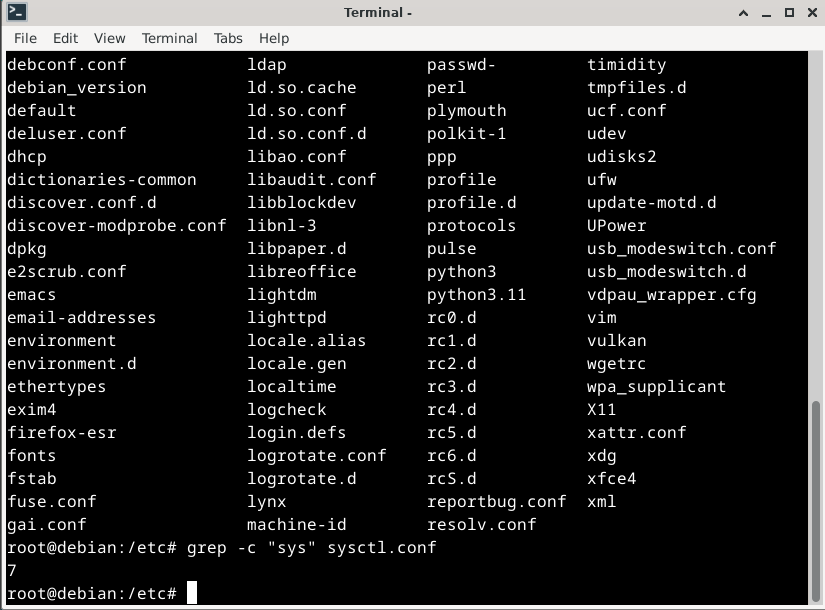 Terminal -
File Edit View Terminal Tabs Help
debconf.conf ldap passwd- timidity
debian_version ld.so.cache perl tmpfiles.d
default ld.so.conf plymouth ucf.conf
deluser.conf ld.so.conf.d polkit-1 udev
dhcp libao.conf ppp udisks2
dictionaries-common libaudit.conf profile ufw
discover.conf.d libblockdev profile.d update-motd.d
discover-modprobe.conf libnl-3 protocols UPower
dpkg libpaper.d pulse usb_modeswitch.conf
e2scrub.conf libreoffice python3 usb_modeswitch.d
emacs lightdm python3.11 vdpau_wrapper.cfg
email-addresses lighttpd rc0.d vim
environment locale.alias rc1.d vulkan
environment.d locale.gen rc2.d wgetrc
ethertypes localtime rc3.d wpa_supplicant
exim4 logcheck rc4.d X11
firefox-esr login.defs rc5.d xattr.conf
fonts logrotate.conf rc6.d xdg
fstab logrotate.d rcS.d xfce4
fuse.conf lynx reportbug.conf xml
gai.conf machine-id resolv.conf
root@debian:/etc# grep -c "sys" sysctl.conf
7
root@debian:/etc#